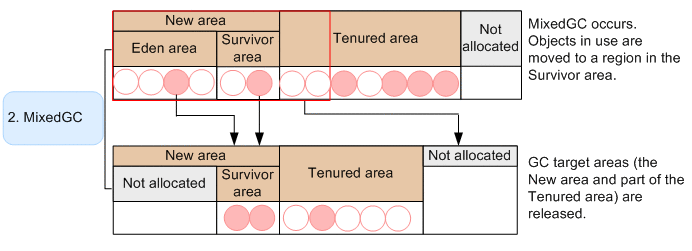 New area
Eden area
Survivor
area
Tenured area
Not
allocated
MixedGC occurs.
Objects in use are
moved to a region in the
Survivor area.
2. MixedGC
New area
Not allocated
Survivor
area
Tenured area
Not allocated
GC target areas (the
New area and part of the
Tenured area) are
released.